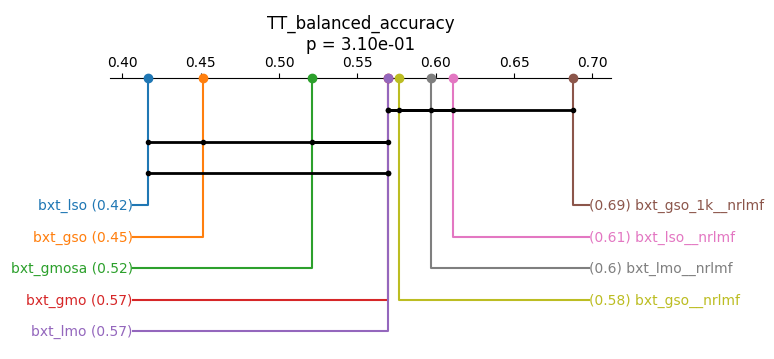 TT_balanced_accuracy
p = 3.10e-01
0.40 0.45 0.50 0.55 0.60 0.65 0.70
bxt_lso (0.42) (0.69) bxt_gso_1k__nrlmf
bxt_gso (0.45) (0.61) bxt_lso__nrlmf
bxt_gmosa (0.52) (0.6) bxt_lmo__nrlmf
bxt_gmo (0.57) (0.58) bxt_gso__nrlmf
bxt_lmo (0.57)